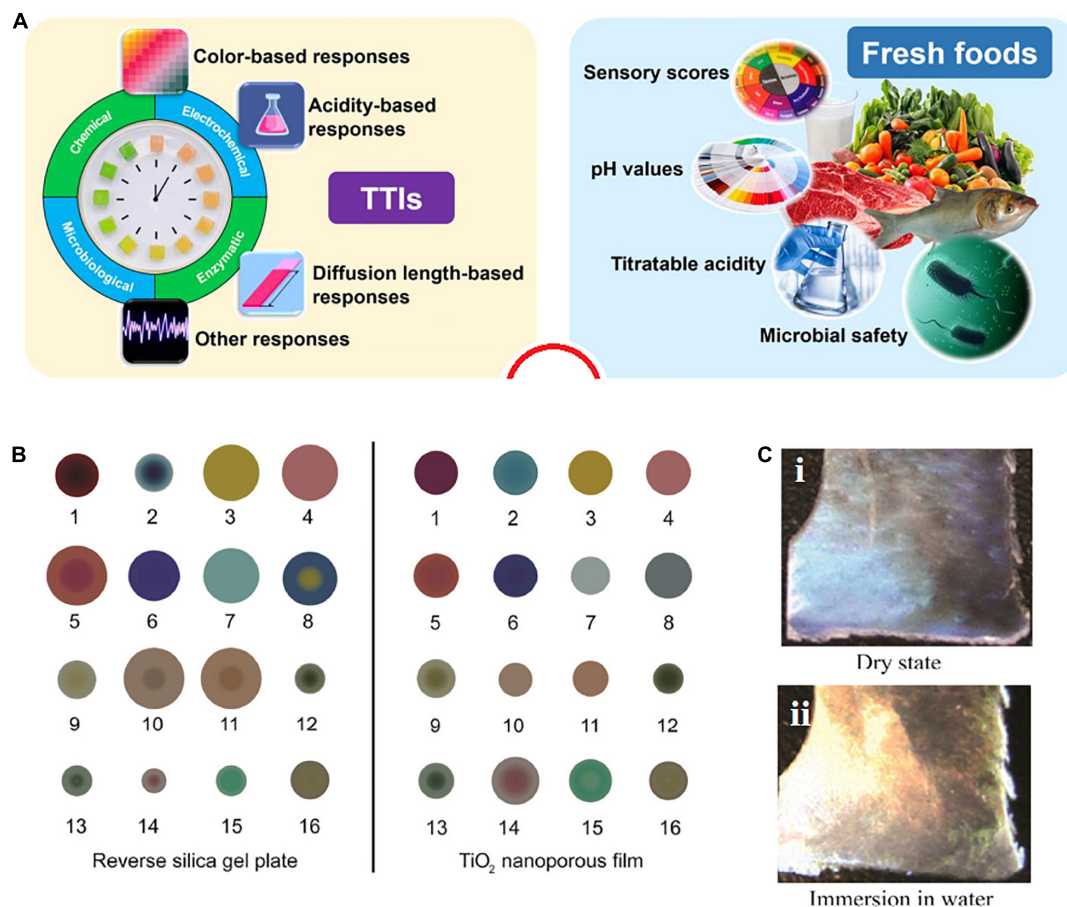 A
Color-based responses
Acidity-based
responses
TTIs
Diffusion length-based
responses
Other responses
Chemical
Electrochemical
Microbiological
Enzymatic
Fresh foods
Sensory scores
pH values
Titratable acidity
Microbial safety
B
1 2 3 4
5 6 7 8
9 10 11 12
13 14 15 16
Reverse silica gel plate
1 2 3 4
5 6 7 8
9 10 11 12
13 14 15 16
TiO₂ nanoporous film
C
i
Dry state
ii
Immersion in water